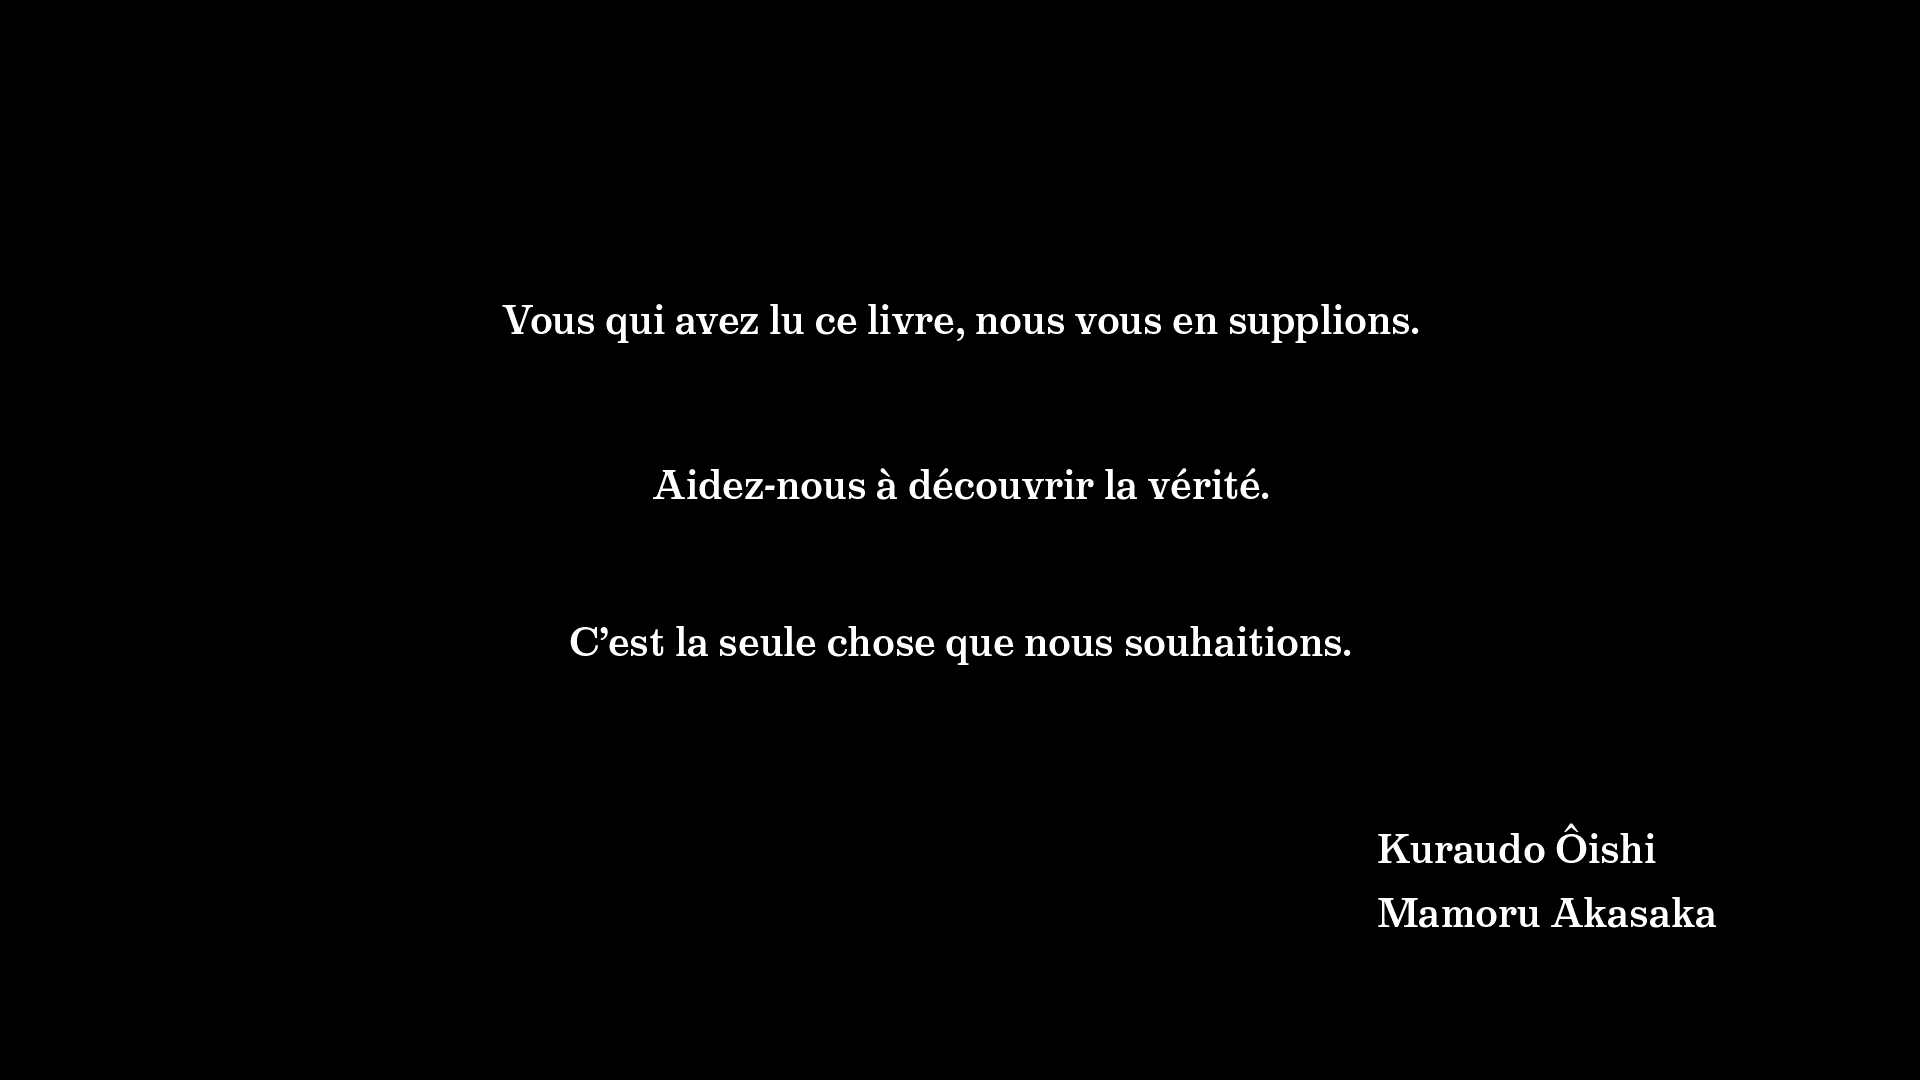 Vous qui avez lu ce livre, nous vous en supplions.
Aidez-nous à découvrir la vérité.
C’est la seule chose que nous souhaitions.
Kuraudo Ôishi
Mamoru Akasaka